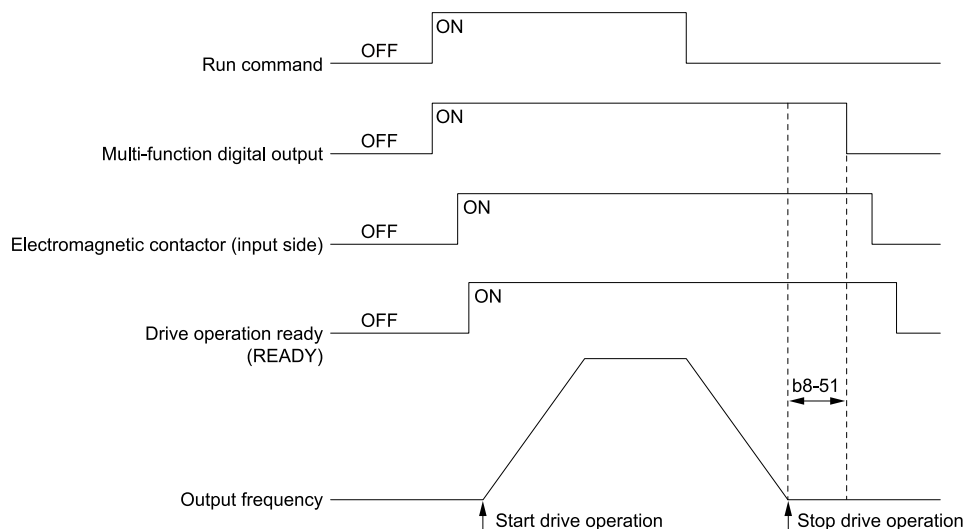 ON
OFF
Run command
ON
OFF
Multi-function digital output
ON
OFF
Electromagnetic contactor (input side)
ON
OFF
Drive operation ready
(READY)
b8-51
Output frequency
Start drive operation
Stop drive operation